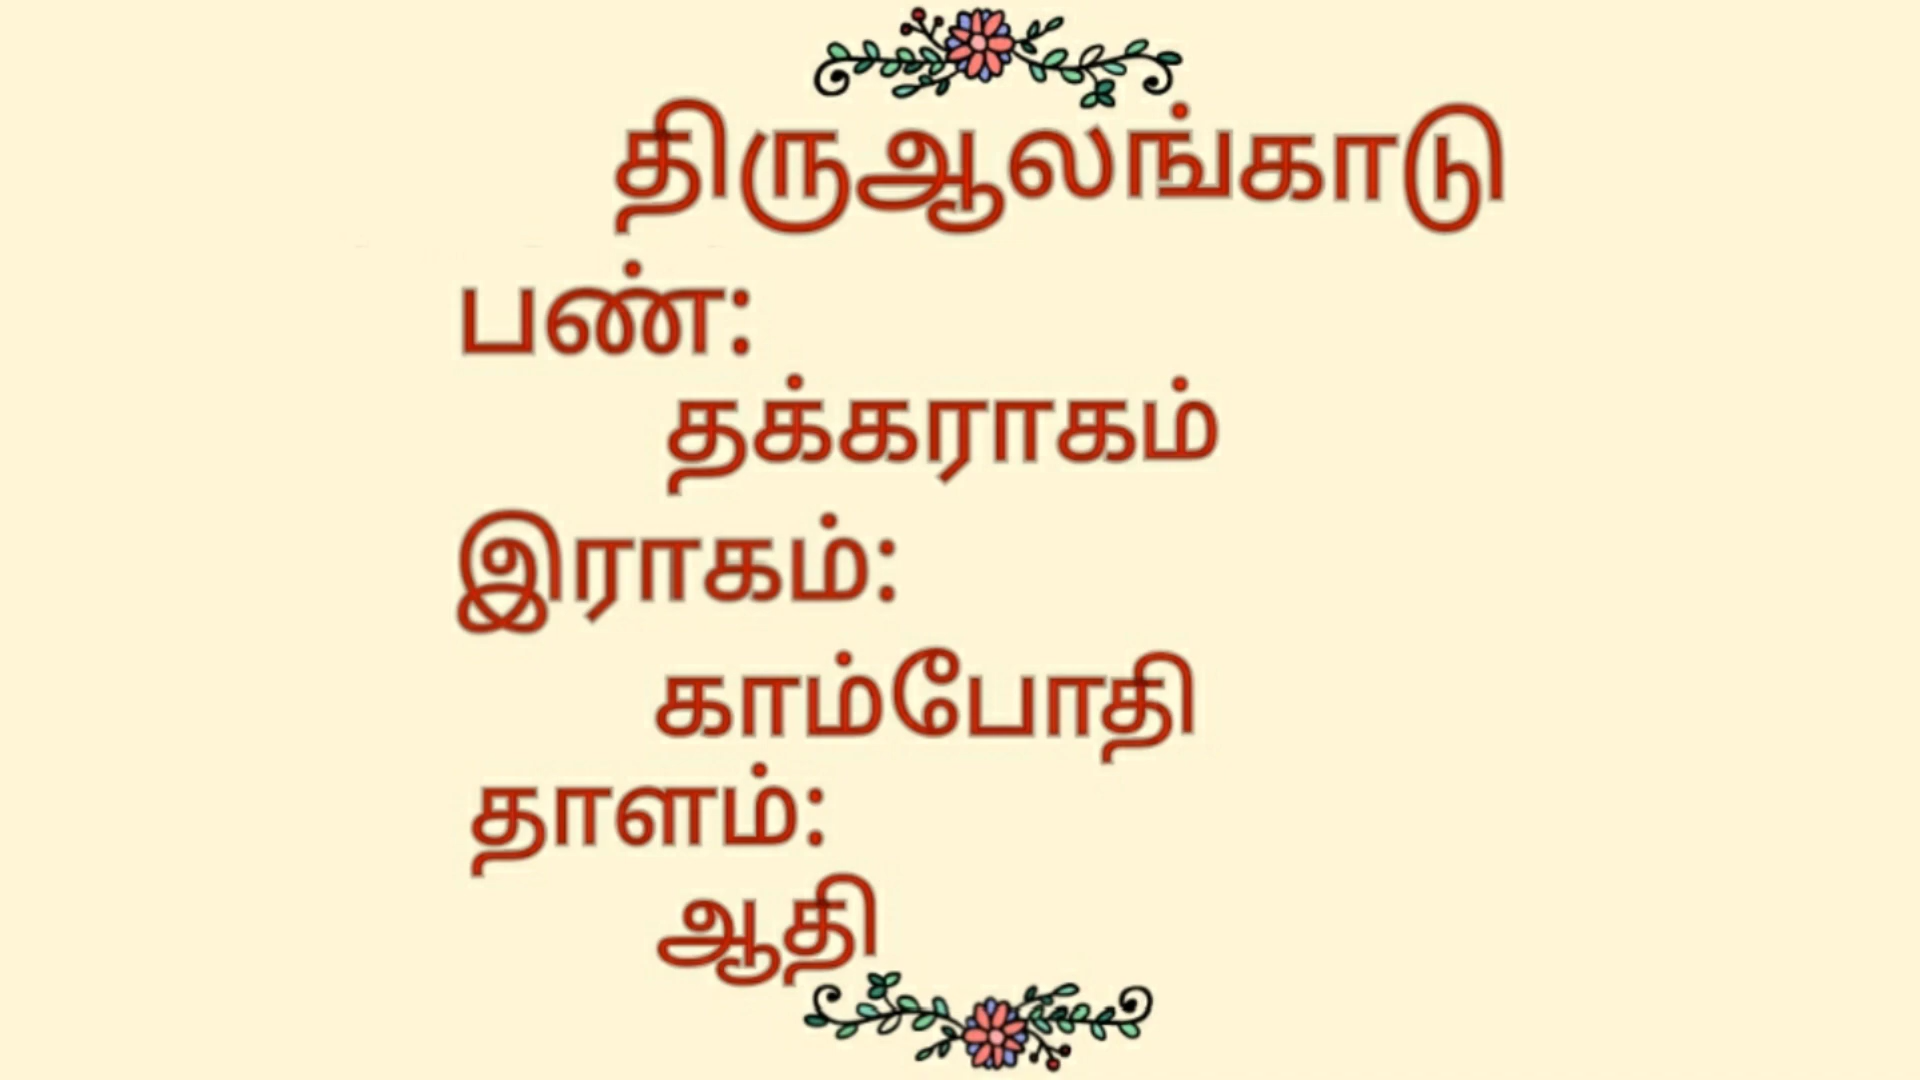 திருஆலங்காடு
பண்:
தக்கராகம்
இராகம்:
காம்போதி
தாளம்:
ஆதி